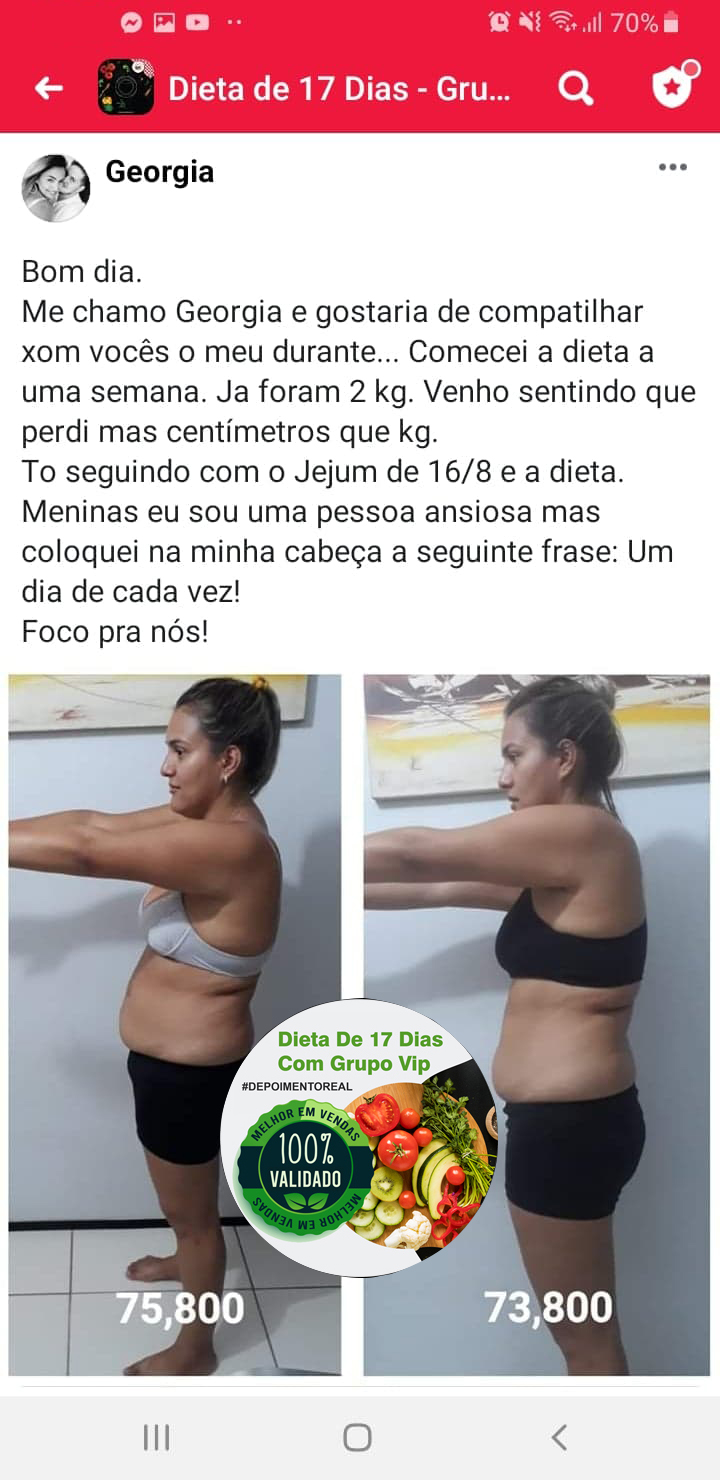 70%
Dieta de 17 Dias - Gru...
Georgia
Bom dia.
Me chamo Georgia e gostaria de compatilhar
xom vocês o meu durante... Comecei a dieta a
uma semana. Ja foram 2 kg. Venho sentindo que
perdi mas centímetros que kg.
To seguindo com o Jejum de 16/8 e a dieta.
Meninas eu sou uma pessoa ansiosa mas
coloquei na minha cabeça a seguinte frase: Um
dia de cada vez!
Foco pra nós!
Dieta De 17 Dias
Com Grupo Vip
#DEPOIMENTOREAL
MELHOR EM VENDAS
100%
VALIDADO
MELHOR EM VENDAS
75,800
73,800